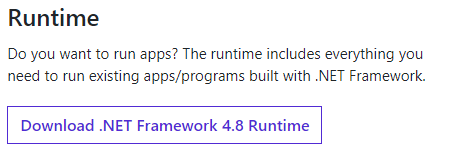 Runtime
Do you want to run apps? The runtime includes everything you
need to run existing apps/programs built with .NET Framework.
Download .NET Framework 4.8 Runtime